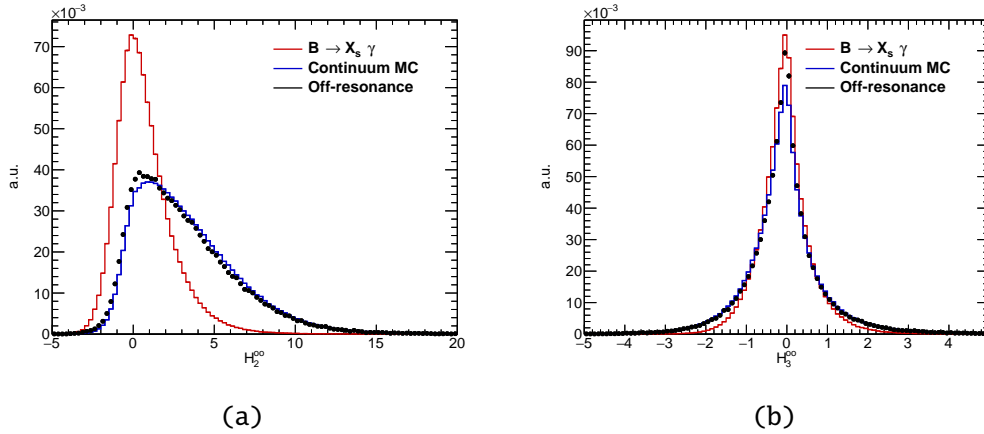 ×10⁻³
70
60
50
40
30
20
10
0
a.u.
−5 0 5 10 15 20
H₂ᵒᵒ
B → Xₛ γ
Continuum MC
Off-resonance
(a)
×10⁻³
90
80
70
60
50
40
30
20
10
0
a.u.
−5 −4 −3 −2 −1 0 1 2 3 4
H₃ᵒᵒ
B → Xₛ γ
Continuum MC
Off-resonance
(b)